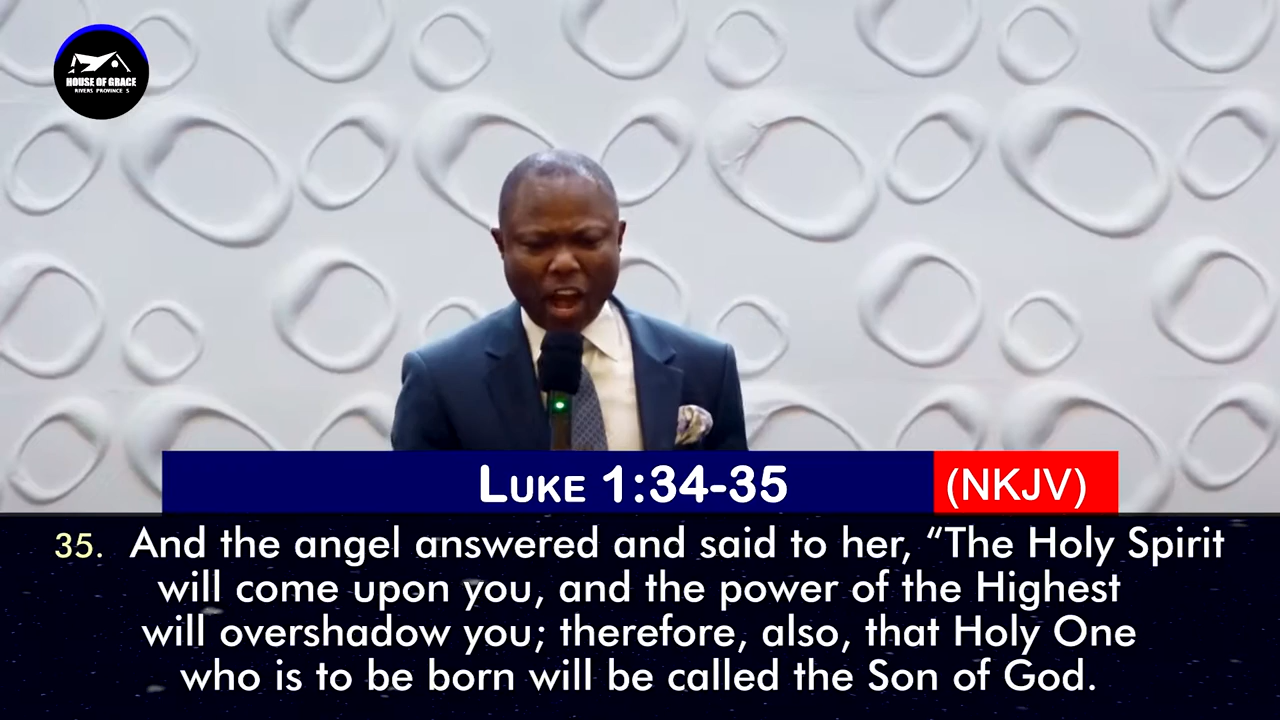 HOUSE OF GRACE
RIVERS PROVINCE 5
LUKE 1:34-35 (NKJV)
35. And the angel answered and said to her, “The Holy Spirit
will come upon you, and the power of the Highest
will overshadow you; therefore, also, that Holy One
who is to be born will be called the Son of God.